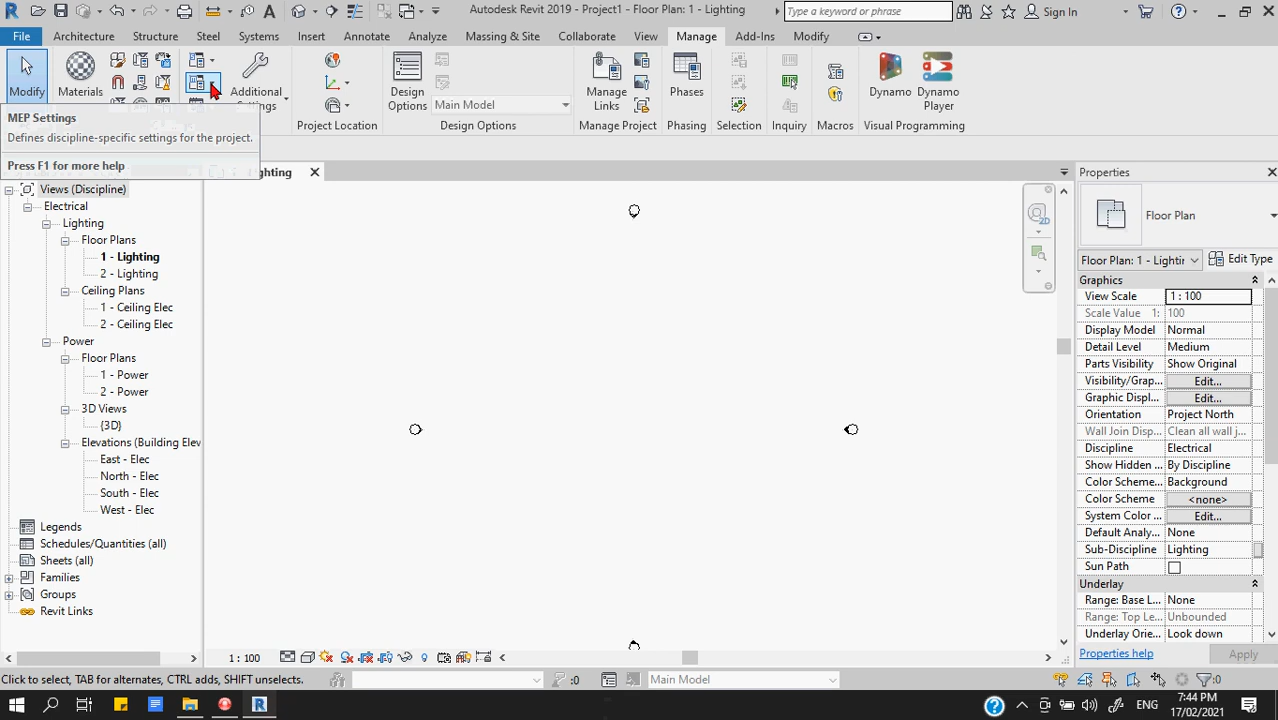 Autodesk Revit 2019 - Project1 - Floor Plan: 1 - Lighting
Type a keyword or phrase
Sign In
File Architecture Structure Steel Systems Insert Annotate Analyze Massing & Site Collaborate View Manage Add-Ins Modify
Modify
Materials
Additional
Settings
Design
Options
Main Model
Manage
Links
Phases
Dynamo
Dynamo
Player
Project Location
Design Options
Manage Project
Phasing
Selection
Inquiry
Macros
Visual Programming
MEP Settings
Defines discipline-specific settings for the project.
Press F1 for more help
Views (Discipline)
Electrical
Lighting
Floor Plans
1 - Lighting
2 - Lighting
Ceiling Plans
1 - Ceiling Elec
2 - Ceiling Elec
Power
Floor Plans
1 - Power
2 - Power
3D Views
{3D}
Elevations (Building Elev
East - Elec
North - Elec
South - Elec
West - Elec
Legends
Schedules/Quantities (all)
Sheets (all)
Families
Groups
Revit Links
2D
Properties
Floor Plan
Floor Plan: 1 - Lightir
Edit Type
Graphics
View Scale 1 : 100
Scale Value 1: 100
Display Model Normal
Detail Level Medium
Parts Visibility Show Original
Visibility/Grap... Edit...
Graphic Displ... Edit...
Orientation Project North
Wall Join Disp... Clean all wall j...
Discipline Electrical
Show Hidden ... By Discipline
Color Scheme... Background
Color Scheme <none>
System Color ... Edit...
Default Analy... None
Sub-Discipline Lighting
Sun Path
Underlay
Range: Base L... None
Range: Top Le... Unbounded
Underlay Orie... Look down
Properties help
Apply
1 : 100
Click to select, TAB for alternates, CTRL adds, SHIFT unselects.
:0
Main Model
:0
ENG
7:44 PM
17/02/2021